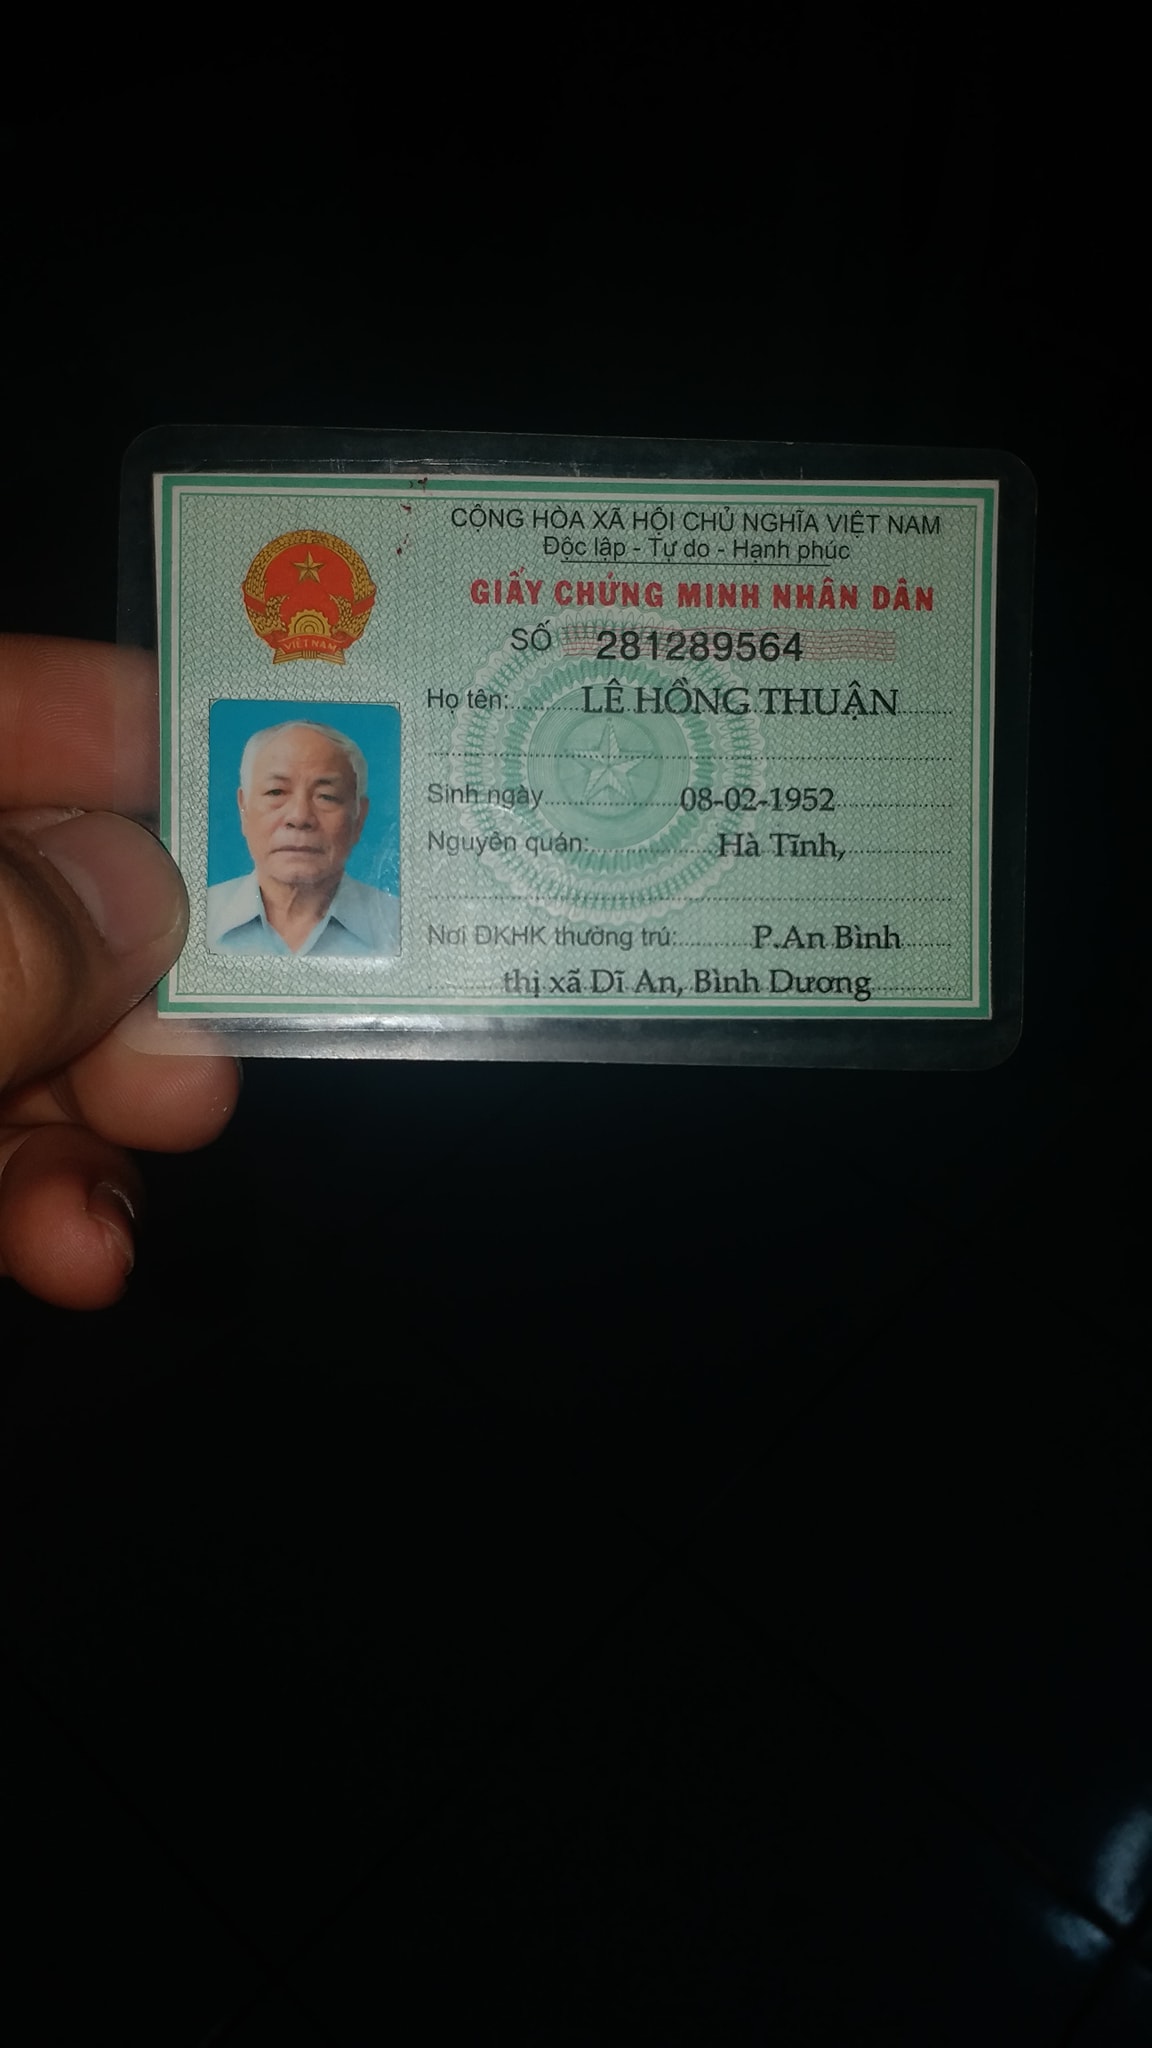 CỘNG HÒA XÃ HỘI CHỦ NGHĨA VIỆT NAM
Độc lập - Tự do - Hạnh phúc
GIẤY CHỨNG MINH NHÂN DÂN
SỐ 281289564
VIỆT NAM
Họ tên: LÊ HỒNG THUẬN
Sinh ngày 08-02-1952
Nguyên quán: Hà Tĩnh,
Nơi ĐKHK thường trú: P.An Bình
thị xã Dĩ An, Bình Dương